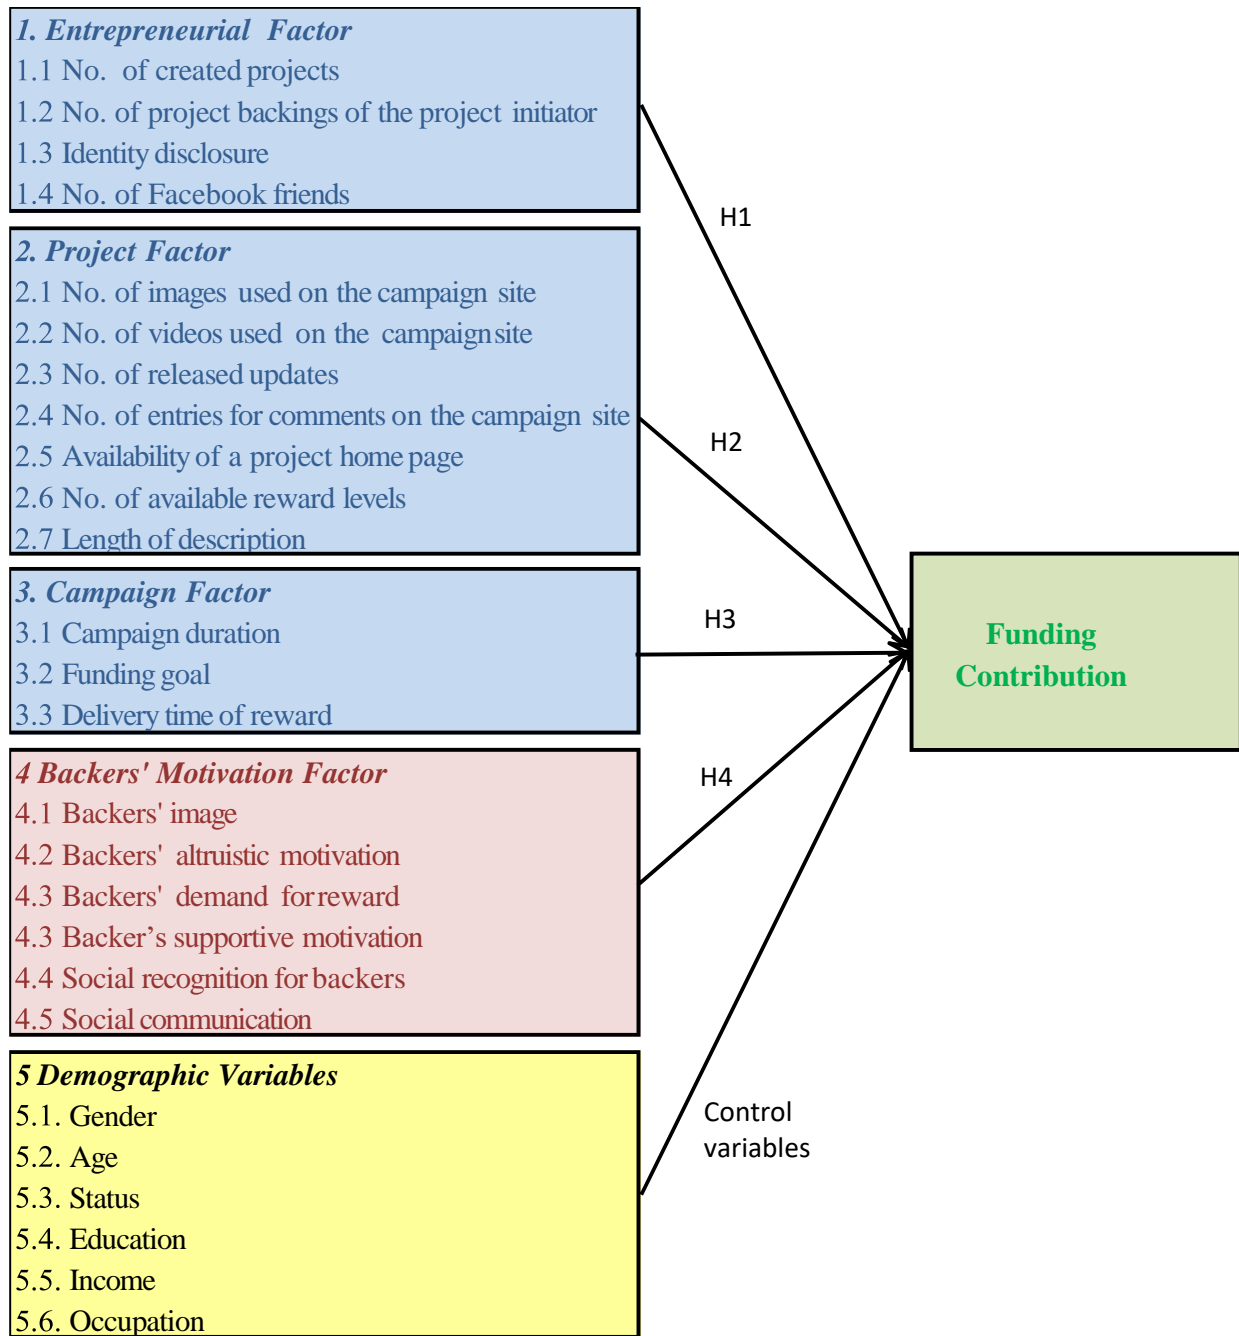 1. Entrepreneurial Factor
1.1 No. of created projects
1.2 No. of project backings of the project initiator
1.3 Identity disclosure
1.4 No. of Facebook friends
H1
2. Project Factor
2.1 No. of images used on the campaign site
2.2 No. of videos used on the campaign site
2.3 No. of released updates
2.4 No. of entries for comments on the campaign site
2.5 Availability of a project home page
2.6 No. of available reward levels
2.7 Length of description
H2
3. Campaign Factor
3.1 Campaign duration
3.2 Funding goal
3.3 Delivery time of reward
H3
Funding
Contribution
4 Backers' Motivation Factor
4.1 Backers' image
4.2 Backers' altruistic motivation
4.3 Backers' demand for reward
4.3 Backer’s supportive motivation
4.4 Social recognition for backers
4.5 Social communication
H4
5 Demographic Variables
5.1. Gender
5.2. Age
5.3. Status
5.4. Education
5.5. Income
5.6. Occupation
Control
variables